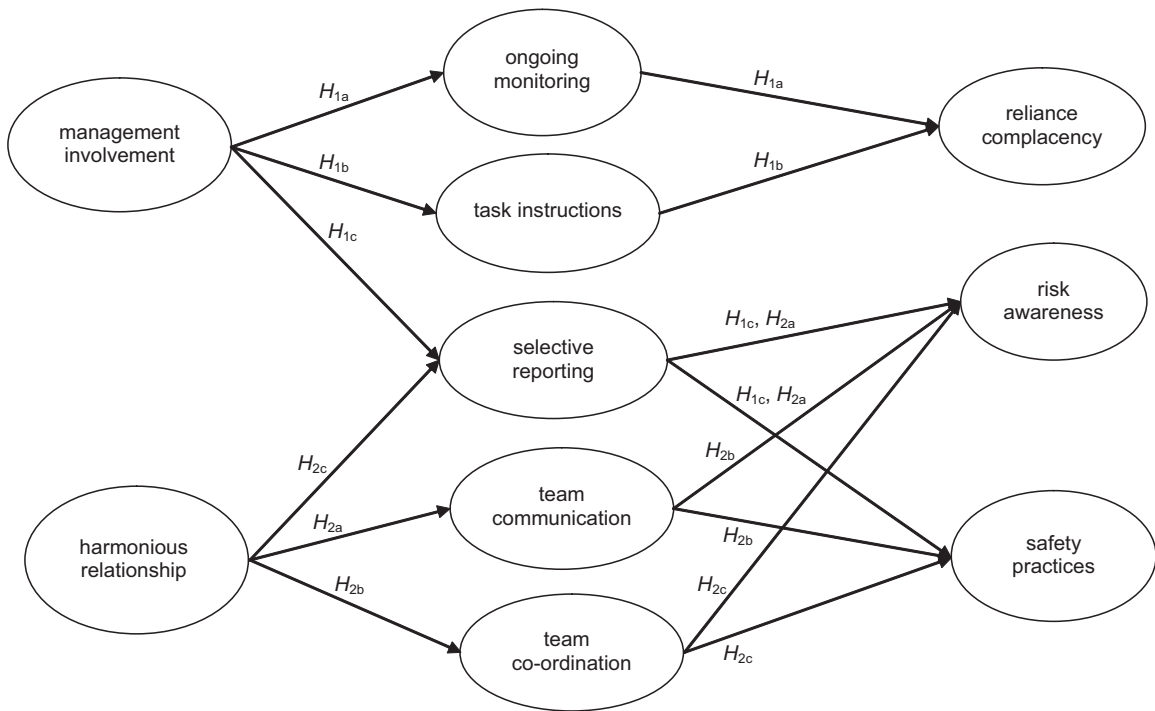 ongoing
monitoring
H1a
H1a
reliance
complacency
management
involvement
H1b
H1b
task instructions
H1c
risk
awareness
H1c, H2a
selective
reporting
H1c, H2a
H2b
H2c
team
communication
H2a
H2b
safety
practices
harmonious
relationship
H2b
H2c
team
co-ordination
H2c